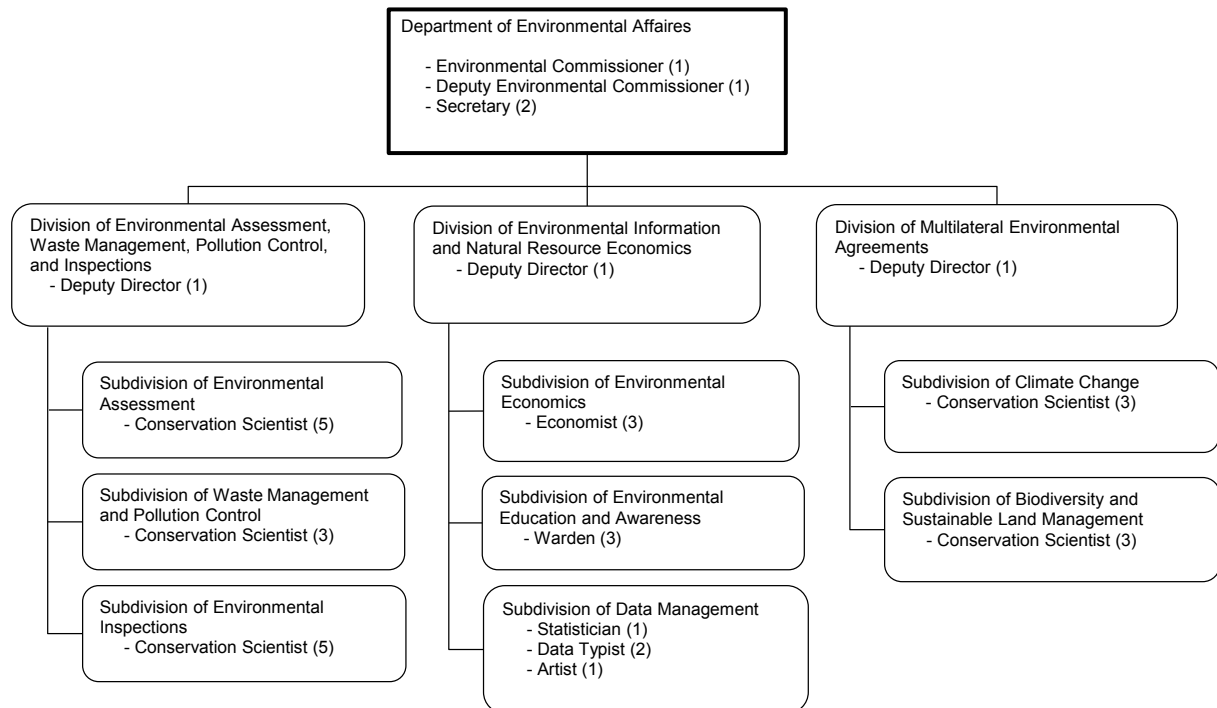 Department of Environmental Affaires
- Environmental Commissioner (1)
- Deputy Environmental Commissioner (1)
- Secretary (2)
Division of Environmental Assessment,
Waste Management, Pollution Control,
and Inspections
- Deputy Director (1)
Subdivision of Environmental
Assessment
- Conservation Scientist (5)
Subdivision of Waste Management
and Pollution Control
- Conservation Scientist (3)
Subdivision of Environmental
Inspections
- Conservation Scientist (5)
Division of Environmental Information
and Natural Resource Economics
- Deputy Director (1)
Subdivision of Environmental
Economics
- Economist (3)
Subdivision of Environmental
Education and Awareness
- Warden (3)
Subdivision of Data Management
- Statistician (1)
- Data Typist (2)
- Artist (1)
Division of Multilateral Environmental
Agreements
- Deputy Director (1)
Subdivision of Climate Change
- Conservation Scientist (3)
Subdivision of Biodiversity and
Sustainable Land Management
- Conservation Scientist (3)